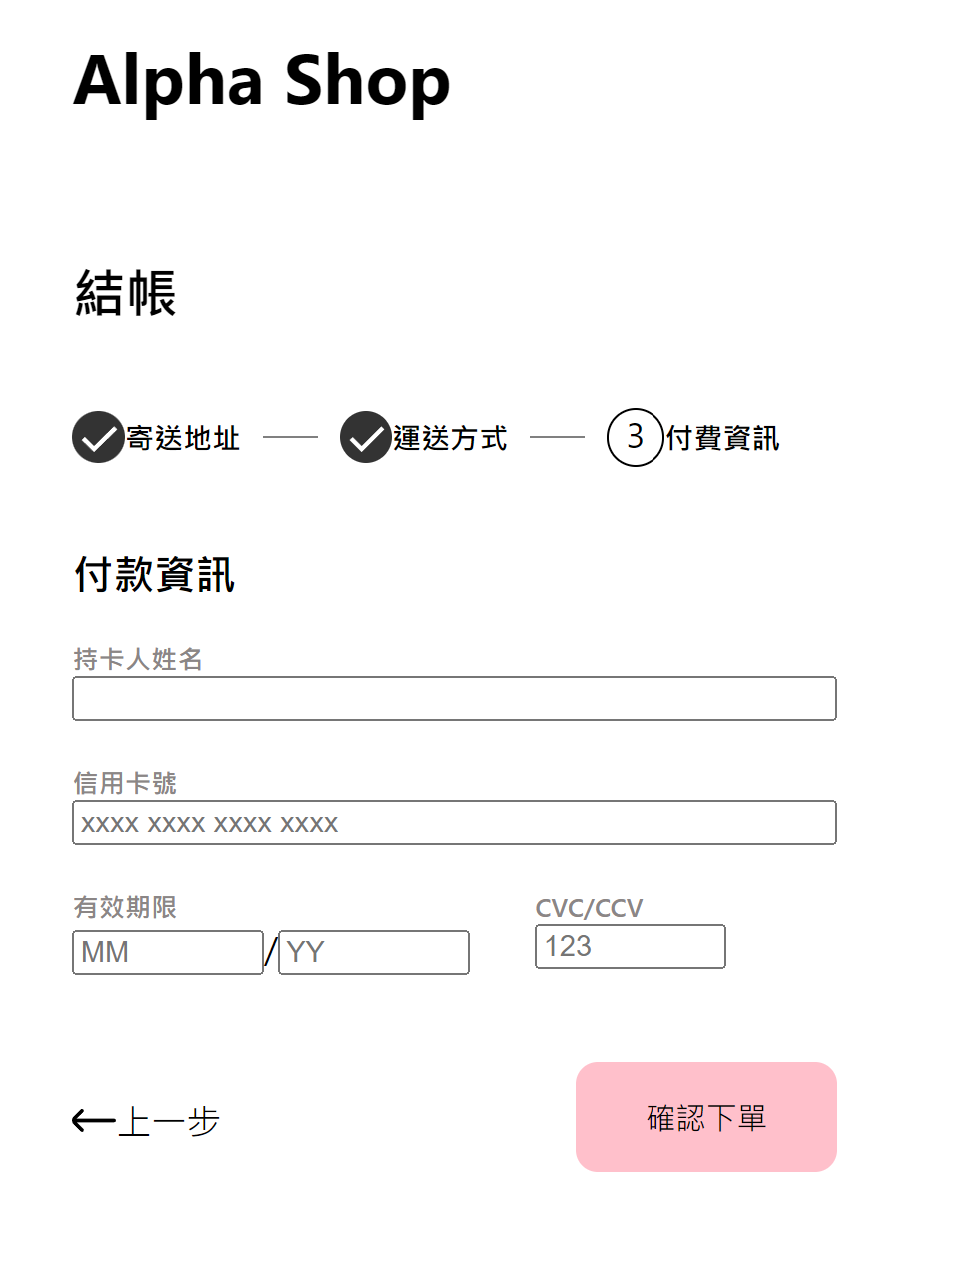 Alpha Shop
結帳
寄送地址 運送方式 3 付費資訊
付款資訊
持卡人姓名
信用卡號
xxxx xxxx xxxx xxxx
有效期限 CVC/CCV
MM / YY 123
上一步 確認下單